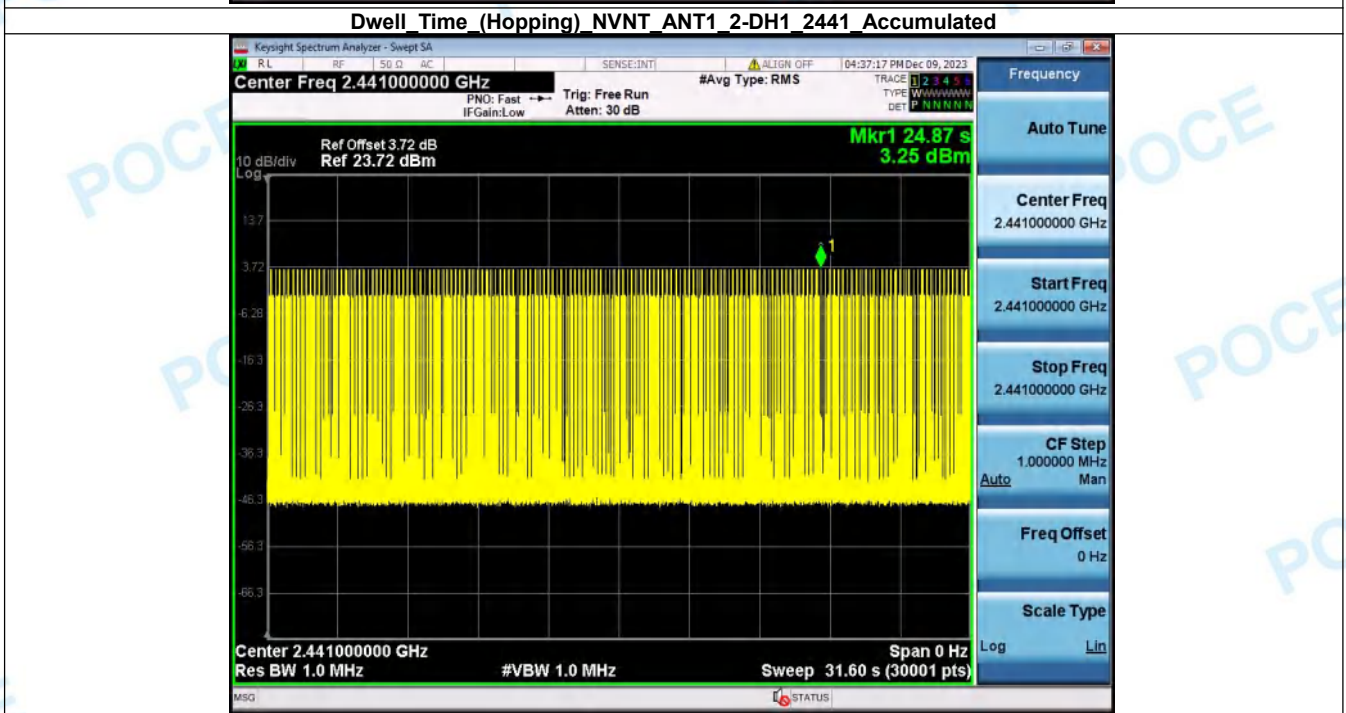 Dwell_Time_(Hopping)_NVNT_ANT1_2-DH1_2441_Accumulated
Keysight Spectrum Analyzer - Swept SA
RL RF 50 Ω AC SENSE:INT ALIGN OFF 04:37:17 PM Dec 09, 2023
Center Freq 2.441000000 GHz
#Avg Type: RMS
TRACE 1 2 3 4 5 6
PNO: Fast
Trig: Free Run
TYPE WWWWWW
IFGain:Low
Atten: 30 dB
DET P N N N N N
Ref Offset 3.72 dB
Mkr1 24.87 s
10 dB/div Ref 23.72 dBm
3.25 dBm
Log
1
13.7
3.72
-6.28
-16.3
-26.3
-36.3
-46.3
-56.3
-66.3
Center 2.441000000 GHz
Span 0 Hz
Res BW 1.0 MHz
#VBW 1.0 MHz
Sweep 31.60 s (30001 pts)
MSG
STATUS
Frequency
Auto Tune
Center Freq
2.441000000 GHz
Start Freq
2.441000000 GHz
Stop Freq
2.441000000 GHz
CF Step
1.000000 MHz
Auto Man
Freq Offset
0 Hz
Scale Type
Log Lin
POCE
POCE
POCE